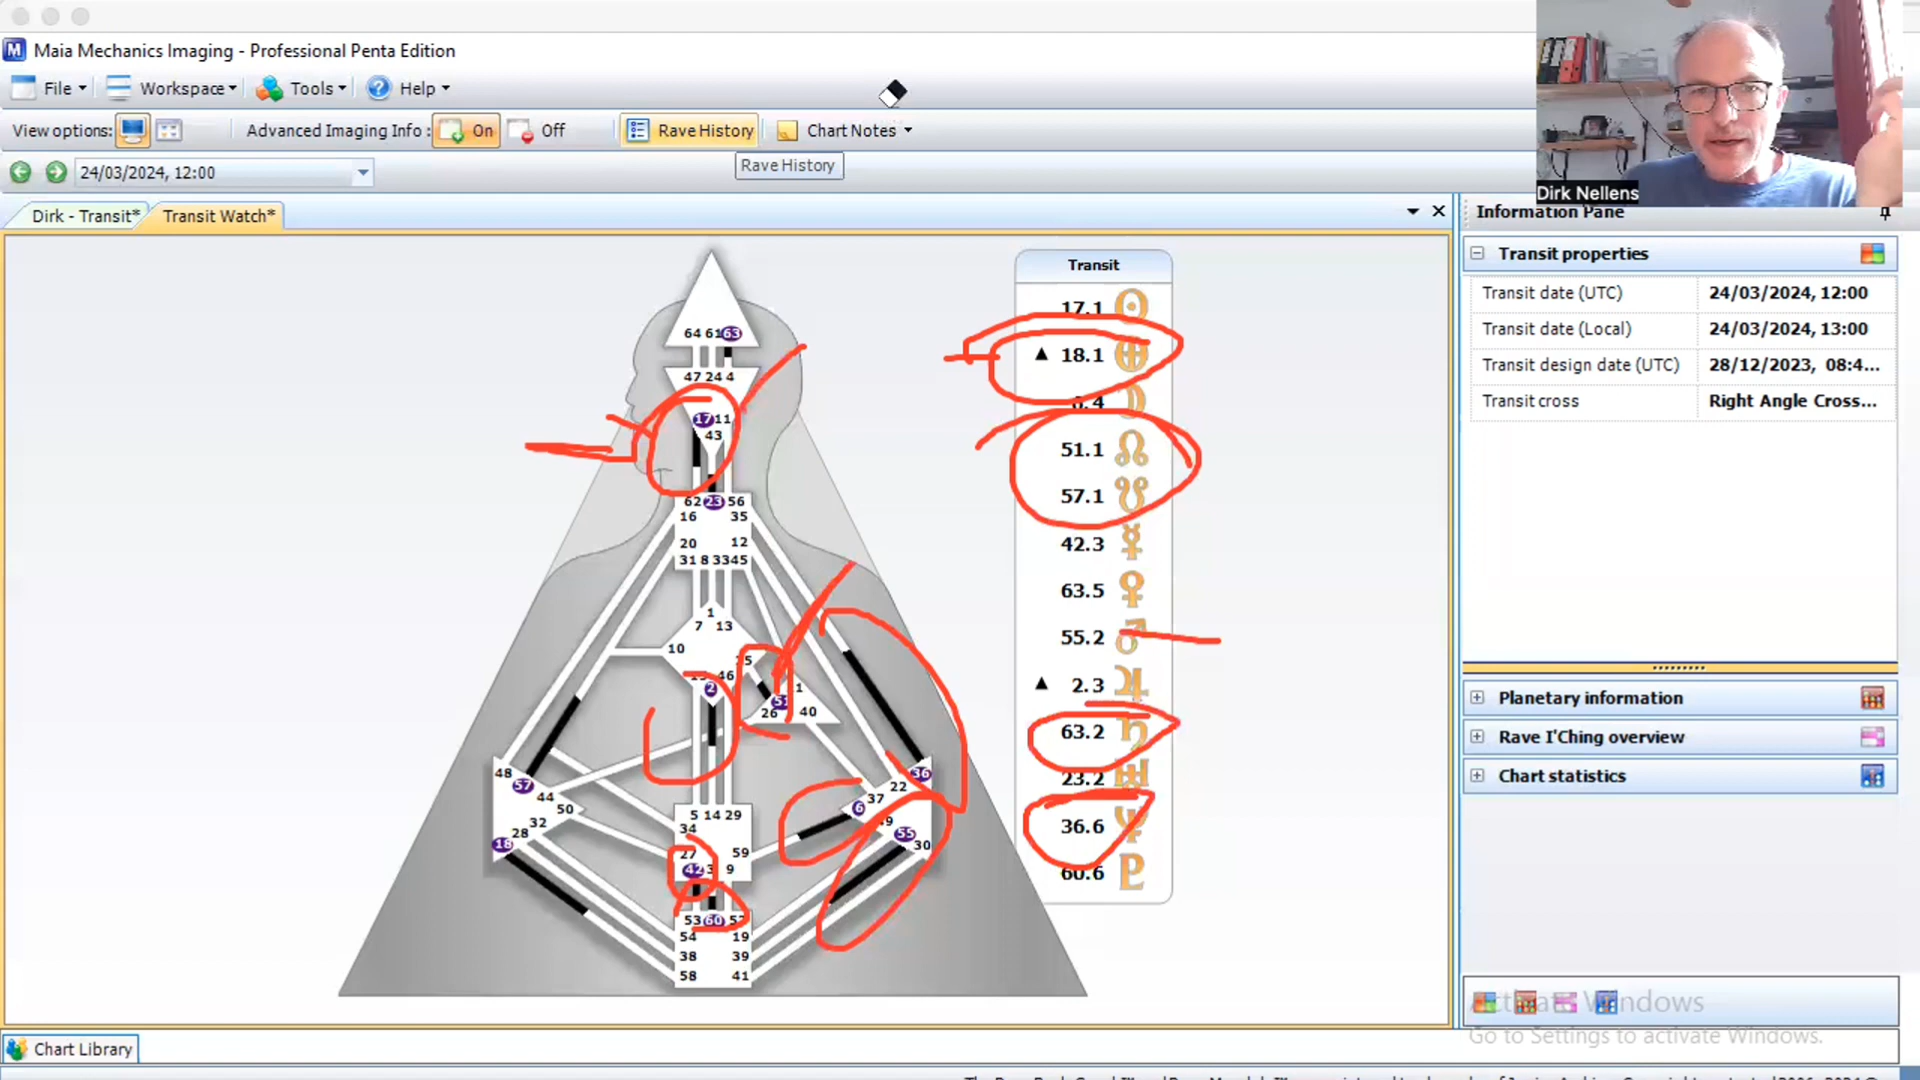 Maia Mechanics Imaging - Professional Penta Edition
File Workspace Tools Help
View options: Advanced Imaging Info : On Off Rave History Chart Notes
Rave History
24/03/2024, 12:00
Dirk Nellens
Dirk - Transit* Transit Watch*
Information Pane
Transit properties
Transit date (UTC) 24/03/2024, 12:00
Transit date (Local) 24/03/2024, 13:00
Transit design date (UTC) 28/12/2023, 08:4...
Transit cross Right Angle Cross...
Planetary information
Rave I'Ching overview
Chart statistics
Transit
17.1
18.1
51.1
57.1
42.3
63.5
55.2
2.3
63.2
23.2
36.6
60.6
64 61 63
47 24 4
17 11
43
62 23 56
16 35
20 12
31 8 33 45
1
7 13
10
46
2
51
26 40
48
57
44
50
32
28
18
36
22
37
6
55
30
5 14 29
34
27 59
42 3 9
53 60
54 19
38 39
58 41
Activate Windows
Go to Settings to activate Windows.
Chart Library